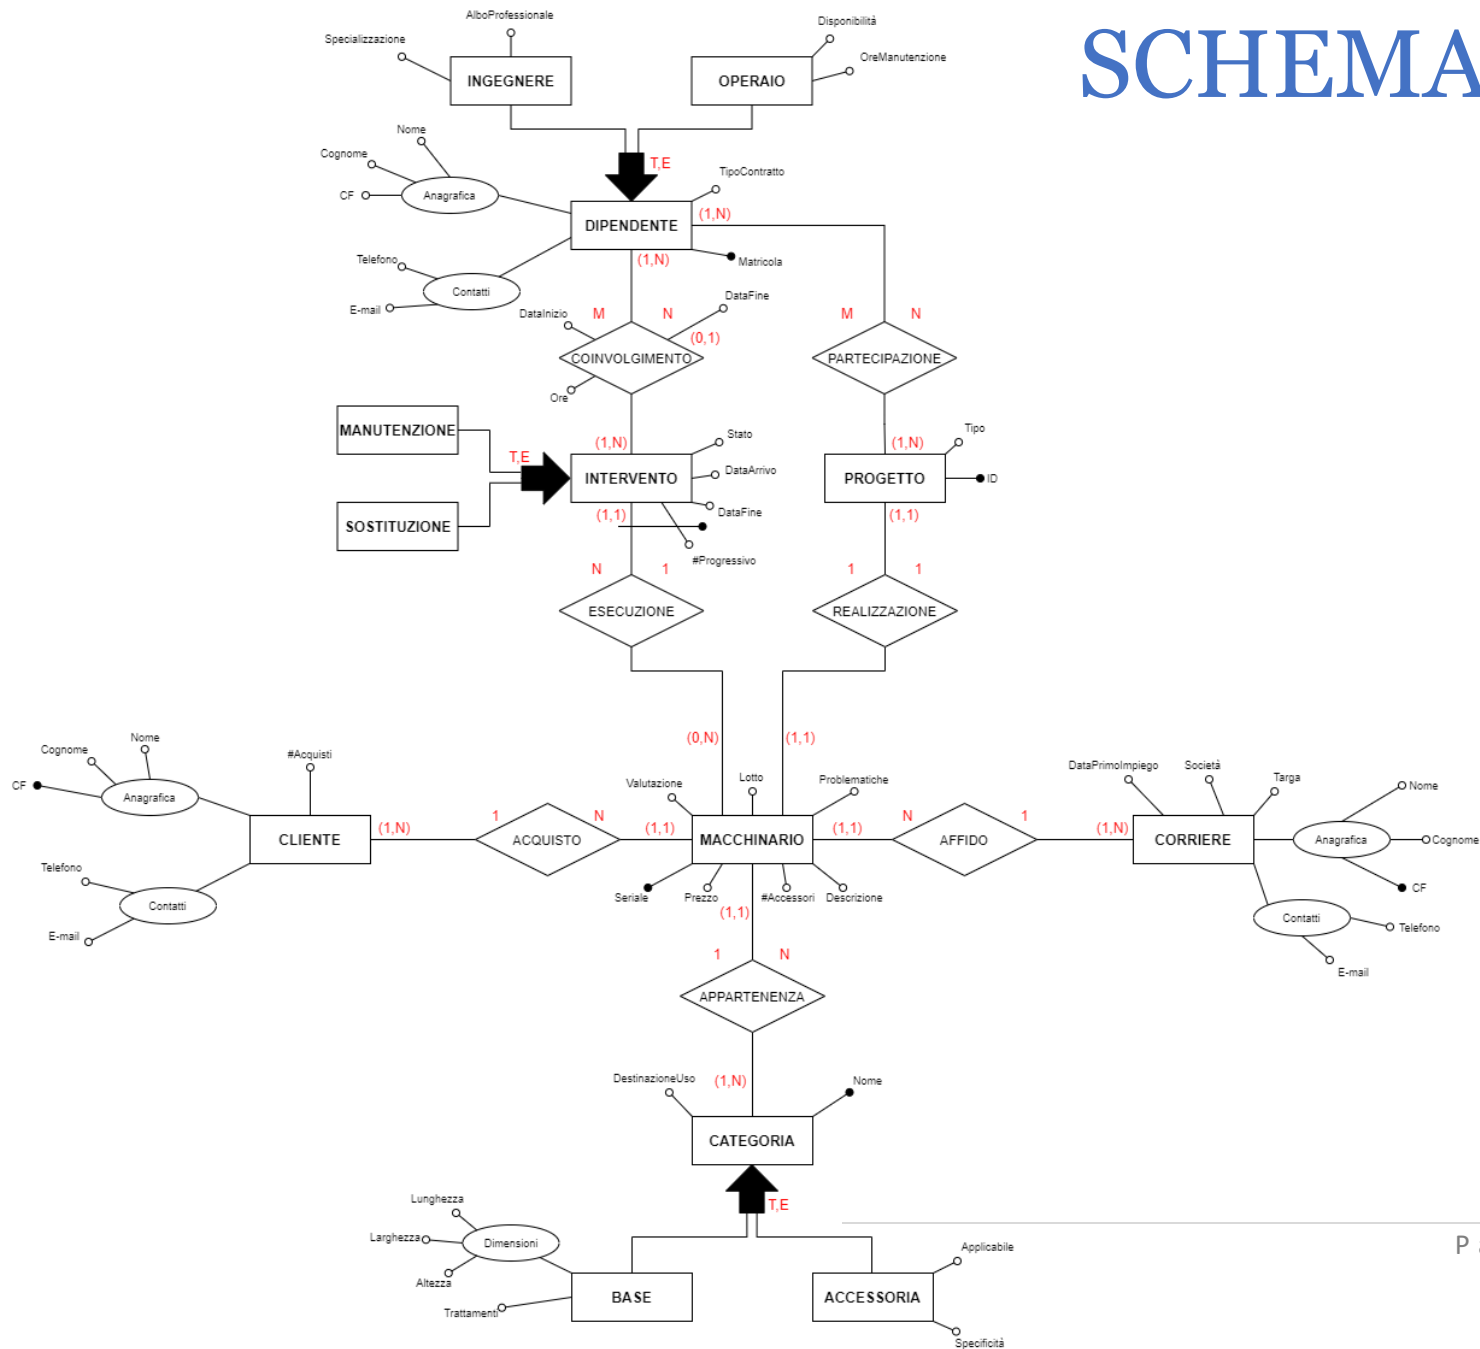 SCHEMA
AlboProfessionale
Specializzazione
INGEGNERE
Disponibilità
OreManutenzione
OPERAIO
T,E
Nome
Cognome
CF
Anagrafica
TipoContratto
(1,N)
DIPENDENTE
(1,N)
Matricola
Telefono
E-mail
Contatti
DataInizio
M
N
DataFine
(0,1)
COINVOLGIMENTO
Ore
M
N
PARTECIPAZIONE
MANUTENZIONE
T,E
SOSTITUZIONE
(1,N)
Stato
INTERVENTO
DataArrivo
DataFine
(1,1)
#Progressivo
(1,N)
Tipo
PROGETTO
ID
(1,1)
N
1
ESECUZIONE
1
1
REALIZZAZIONE
(0,N)
(1,1)
Nome
Cognome
CF
Anagrafica
#Acquisti
CLIENTE
(1,N)
Telefono
Contatti
E-mail
1
N
ACQUISTO
(1,1)
Valutazione
Lotto
Problematiche
MACCHINARIO
(1,1)
Seriale
Prezzo
#Accessori
Descrizione
(1,1)
N
1
AFFIDO
(1,N)
DataPrimoImpiego
Società
Targa
CORRIERE
Nome
Anagrafica
Cognome
CF
Contatti
Telefono
E-mail
1
N
APPARTENENZA
(1,N)
DestinazioneUso
Nome
CATEGORIA
T,E
Lunghezza
Larghezza
Dimensioni
Altezza
Trattamenti
BASE
Applicabile
ACCESSORIA
Specificità
P